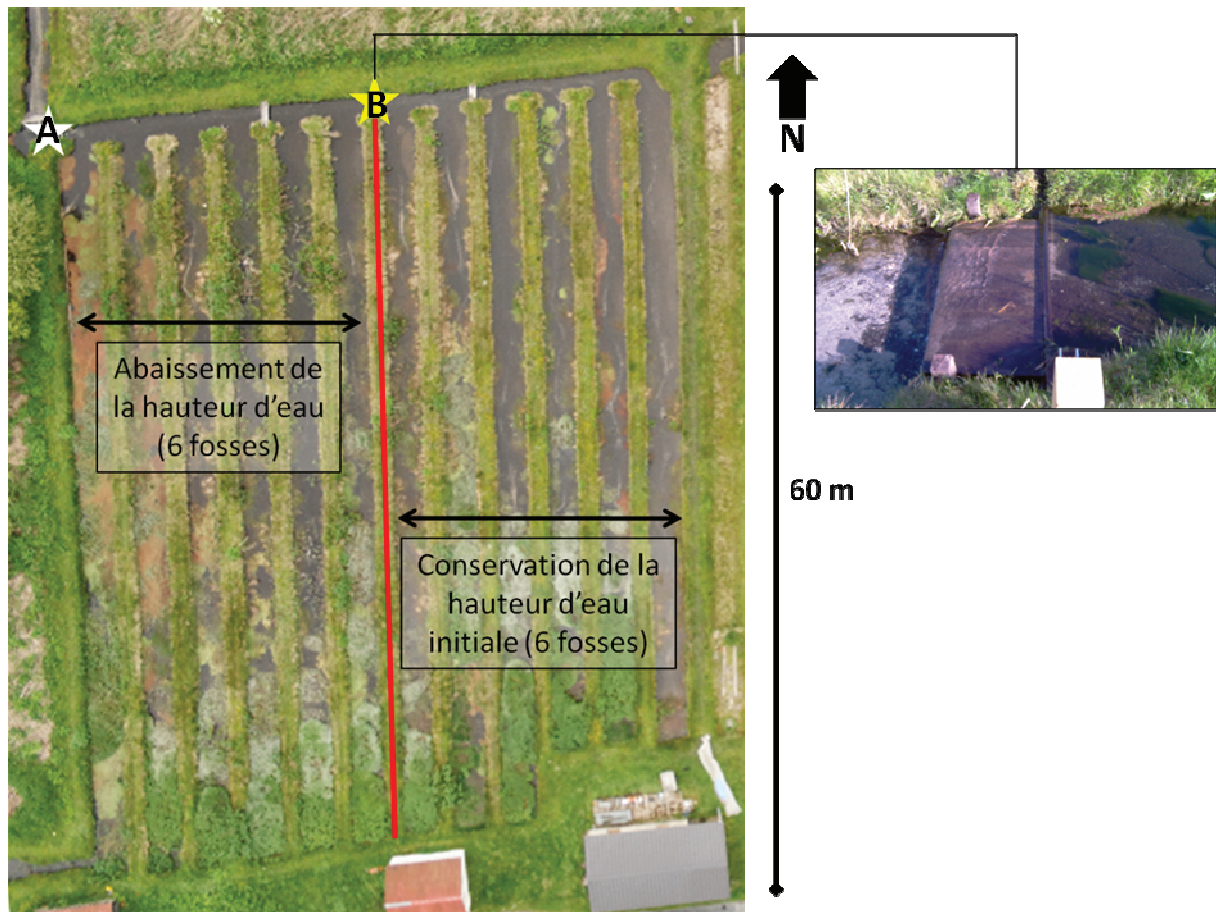 A
B
N
Abaissement de
la hauteur d'eau
(6 fosses)
60 m
Conservation de la
hauteur d'eau
initiale (6 fosses)